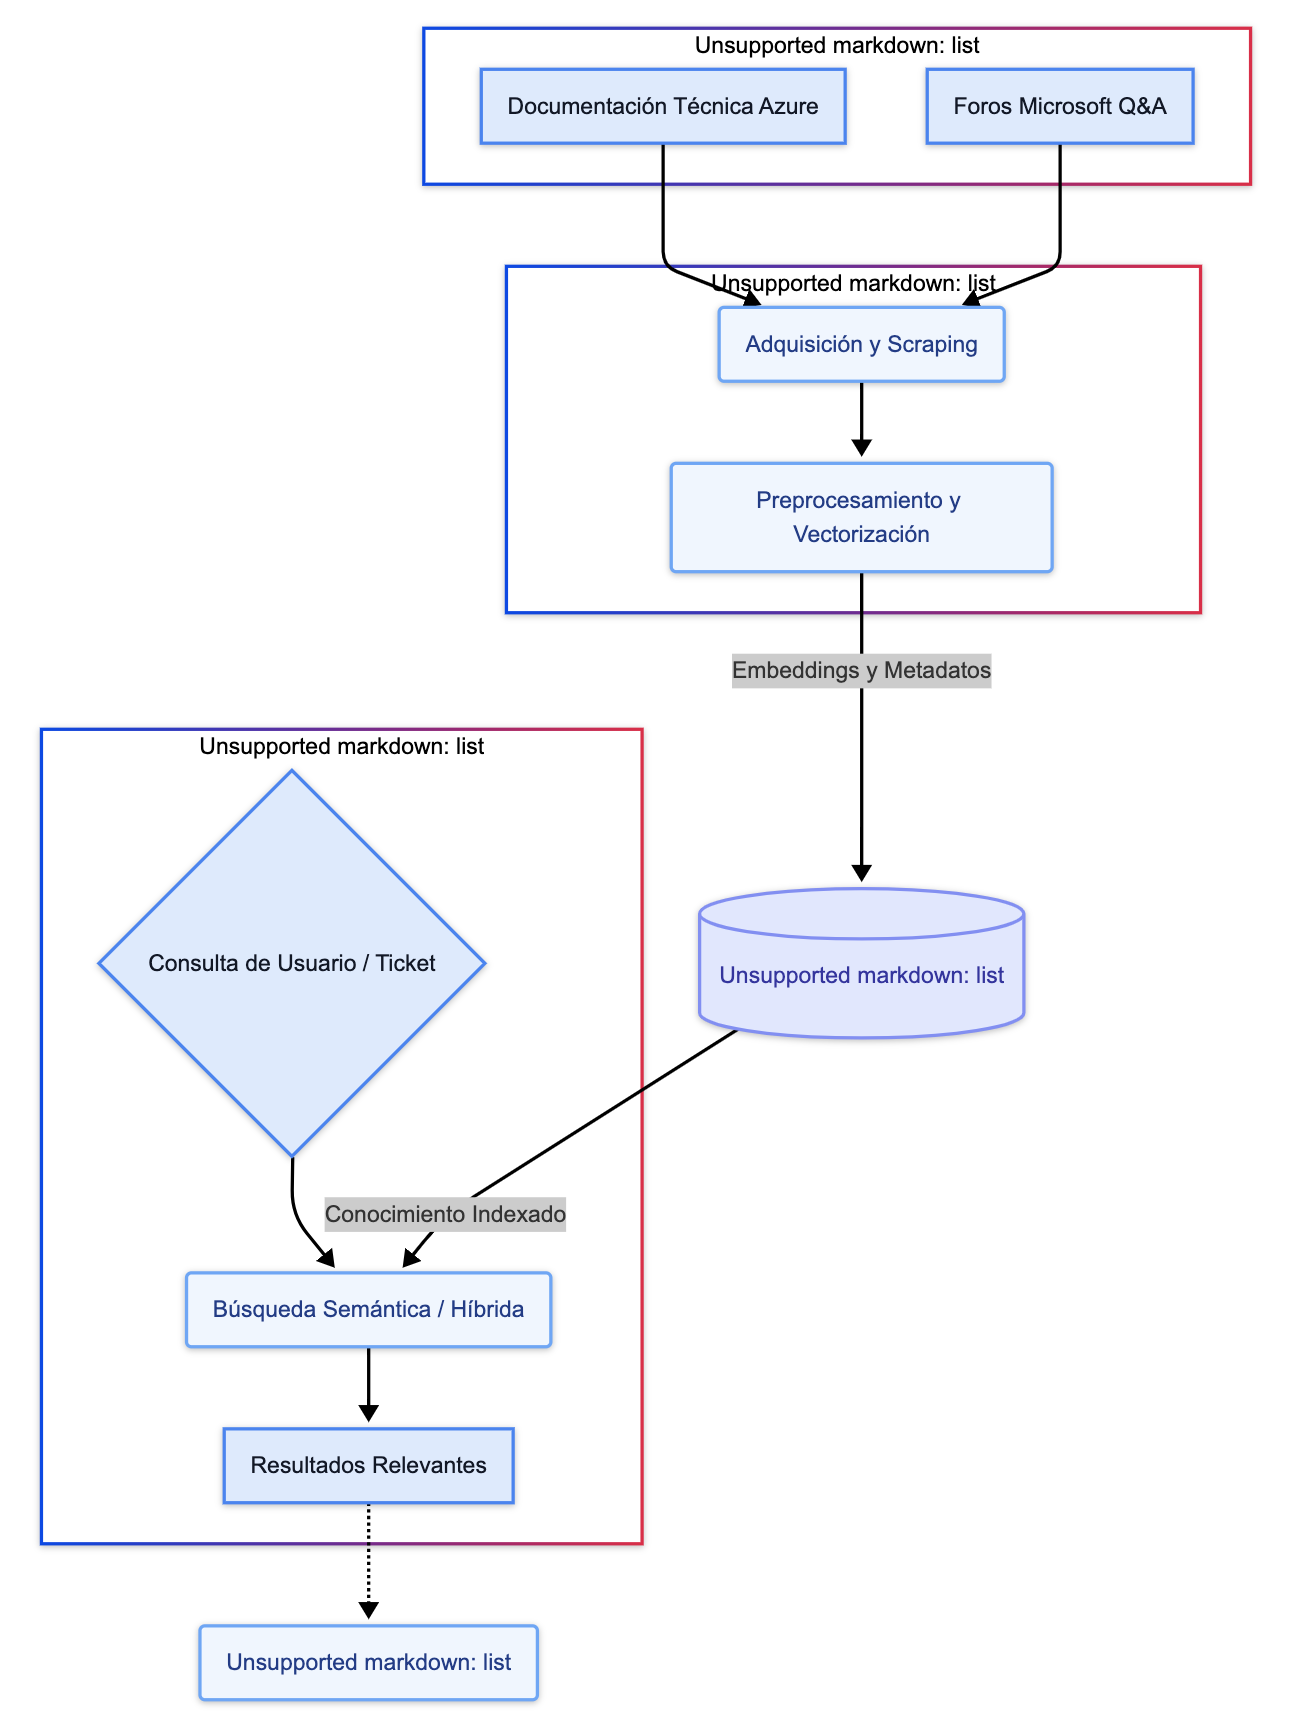 Unsupported markdown: list
Documentación Técnica Azure
Foros Microsoft Q&A
Unsupported markdown: list
Adquisición y Scraping
Preprocesamiento y
Vectorización
Embeddings y Metadatos
Unsupported markdown: list
Consulta de Usuario / Ticket
Unsupported markdown: list
Conocimiento Indexado
Búsqueda Semántica / Híbrida
Resultados Relevantes
Unsupported markdown: list